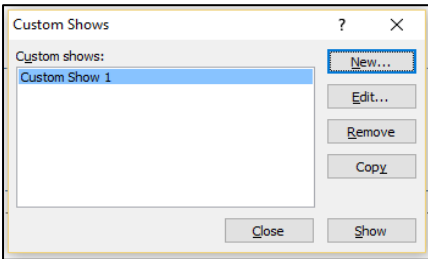 Custom Shows ? ×
Custom shows:
Custom Show 1
New...
Edit...
Remove
Copy
Close
Show